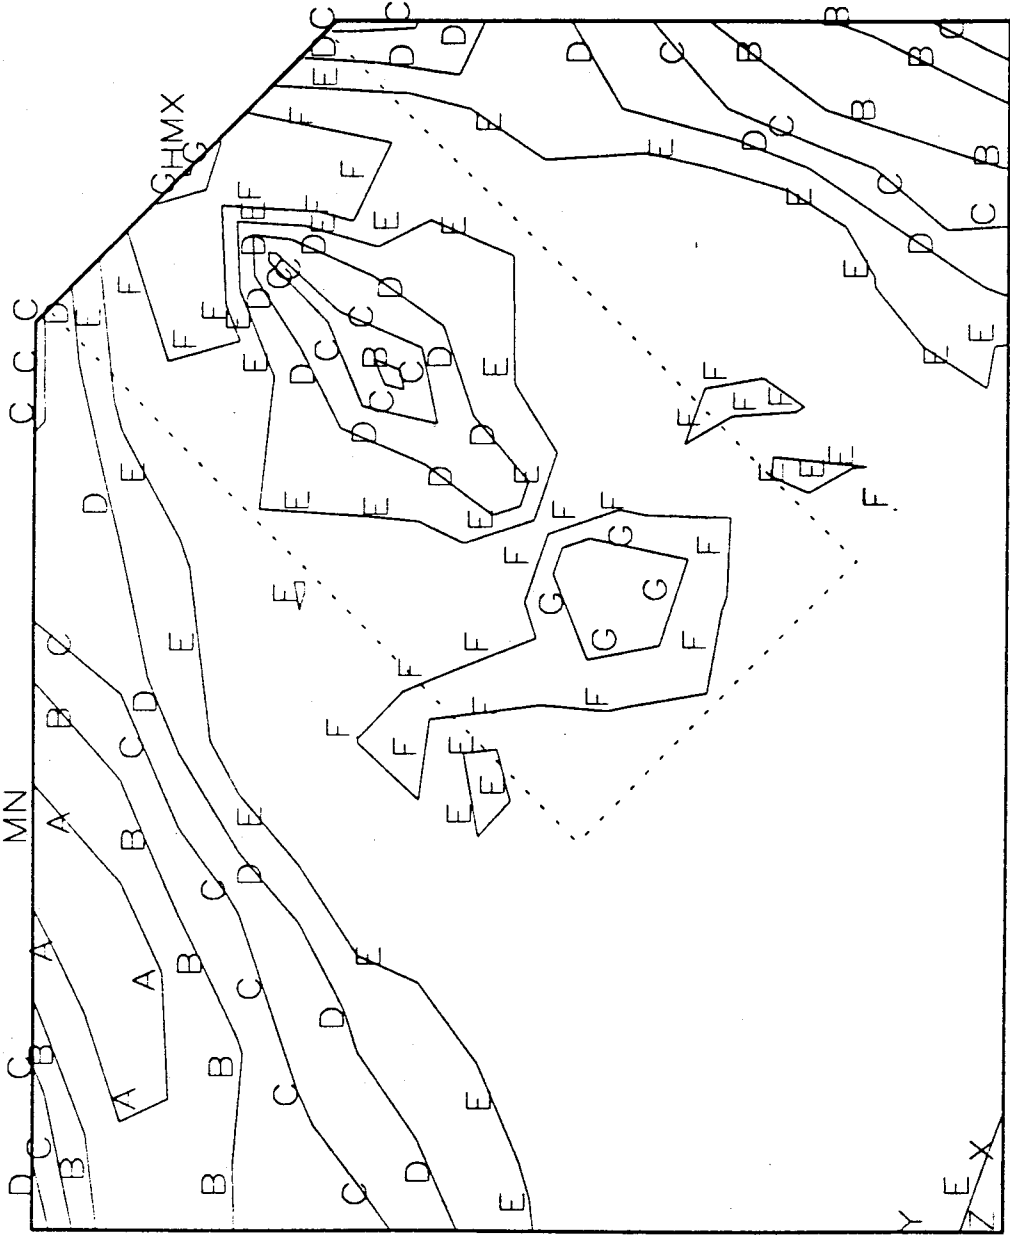 C C B
D D C
D D C B B
E
F E B C
GHMX
G E D B
F C
F E C
E F E E E
D D D
C C E
F D D
C F F C
D E F C
C E D B D E E
D C E F
C C F E
F D D
E E E E
D E E F F F
F F
E G G
C E F G F
F
D F
B C F E
MN
A E E E
B
C D
A B A E
C
B C D
B C E
A
C
B D
D B C E
E X
Y Z